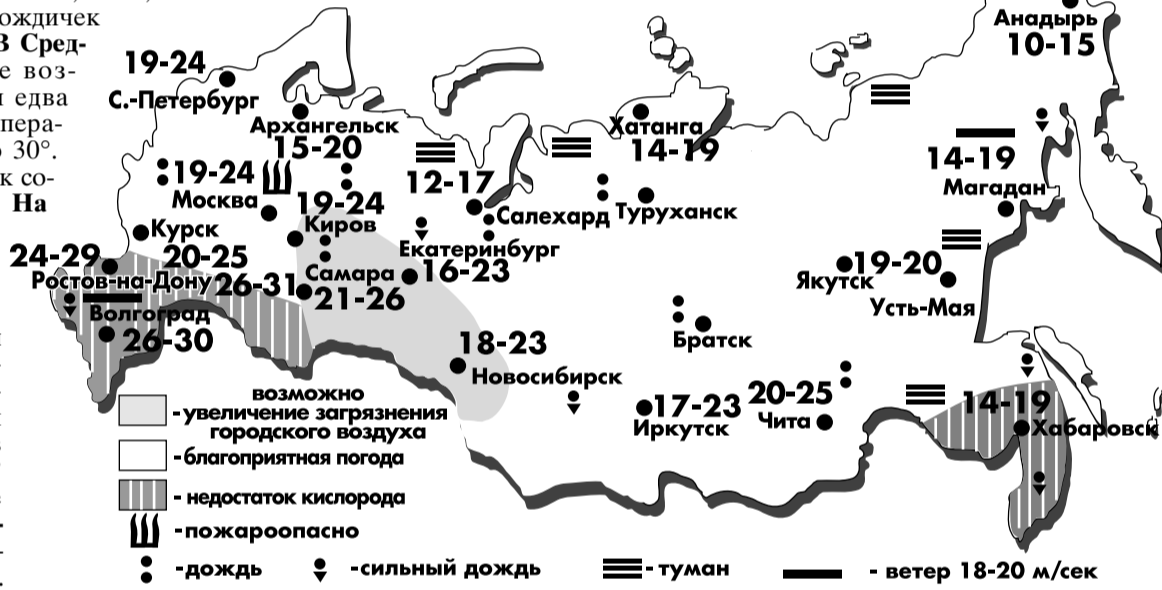 ождичек
В Сред-
е воз-
и едва
пера-
30°.
к со-
На
Анадырь
10-15
19-24
С.-Петербург
Архангельск
15-20
Хатанга
14-19
19-24
Москва
12-17
Салехард
Туруханск
14-19
Магадан
19-24
Киров
Курск
20-25
Екатеринбург
16-23
24-29
Ростов-на-Дону
26-31
Самара
21-26
Якутск
19-20
Усть-Мая
Волгоград
26-30
Братск
18-23
Новосибирск
17-23
Иркутск
20-25
Чита
14-19
Хабаровск
возможно
-увеличение загрязнения
городского воздуха
-благоприятная погода
- недостаток кислорода
-пожароопасно
-дождь
-сильный дождь
- туман
- ветер 18-20 м/сек